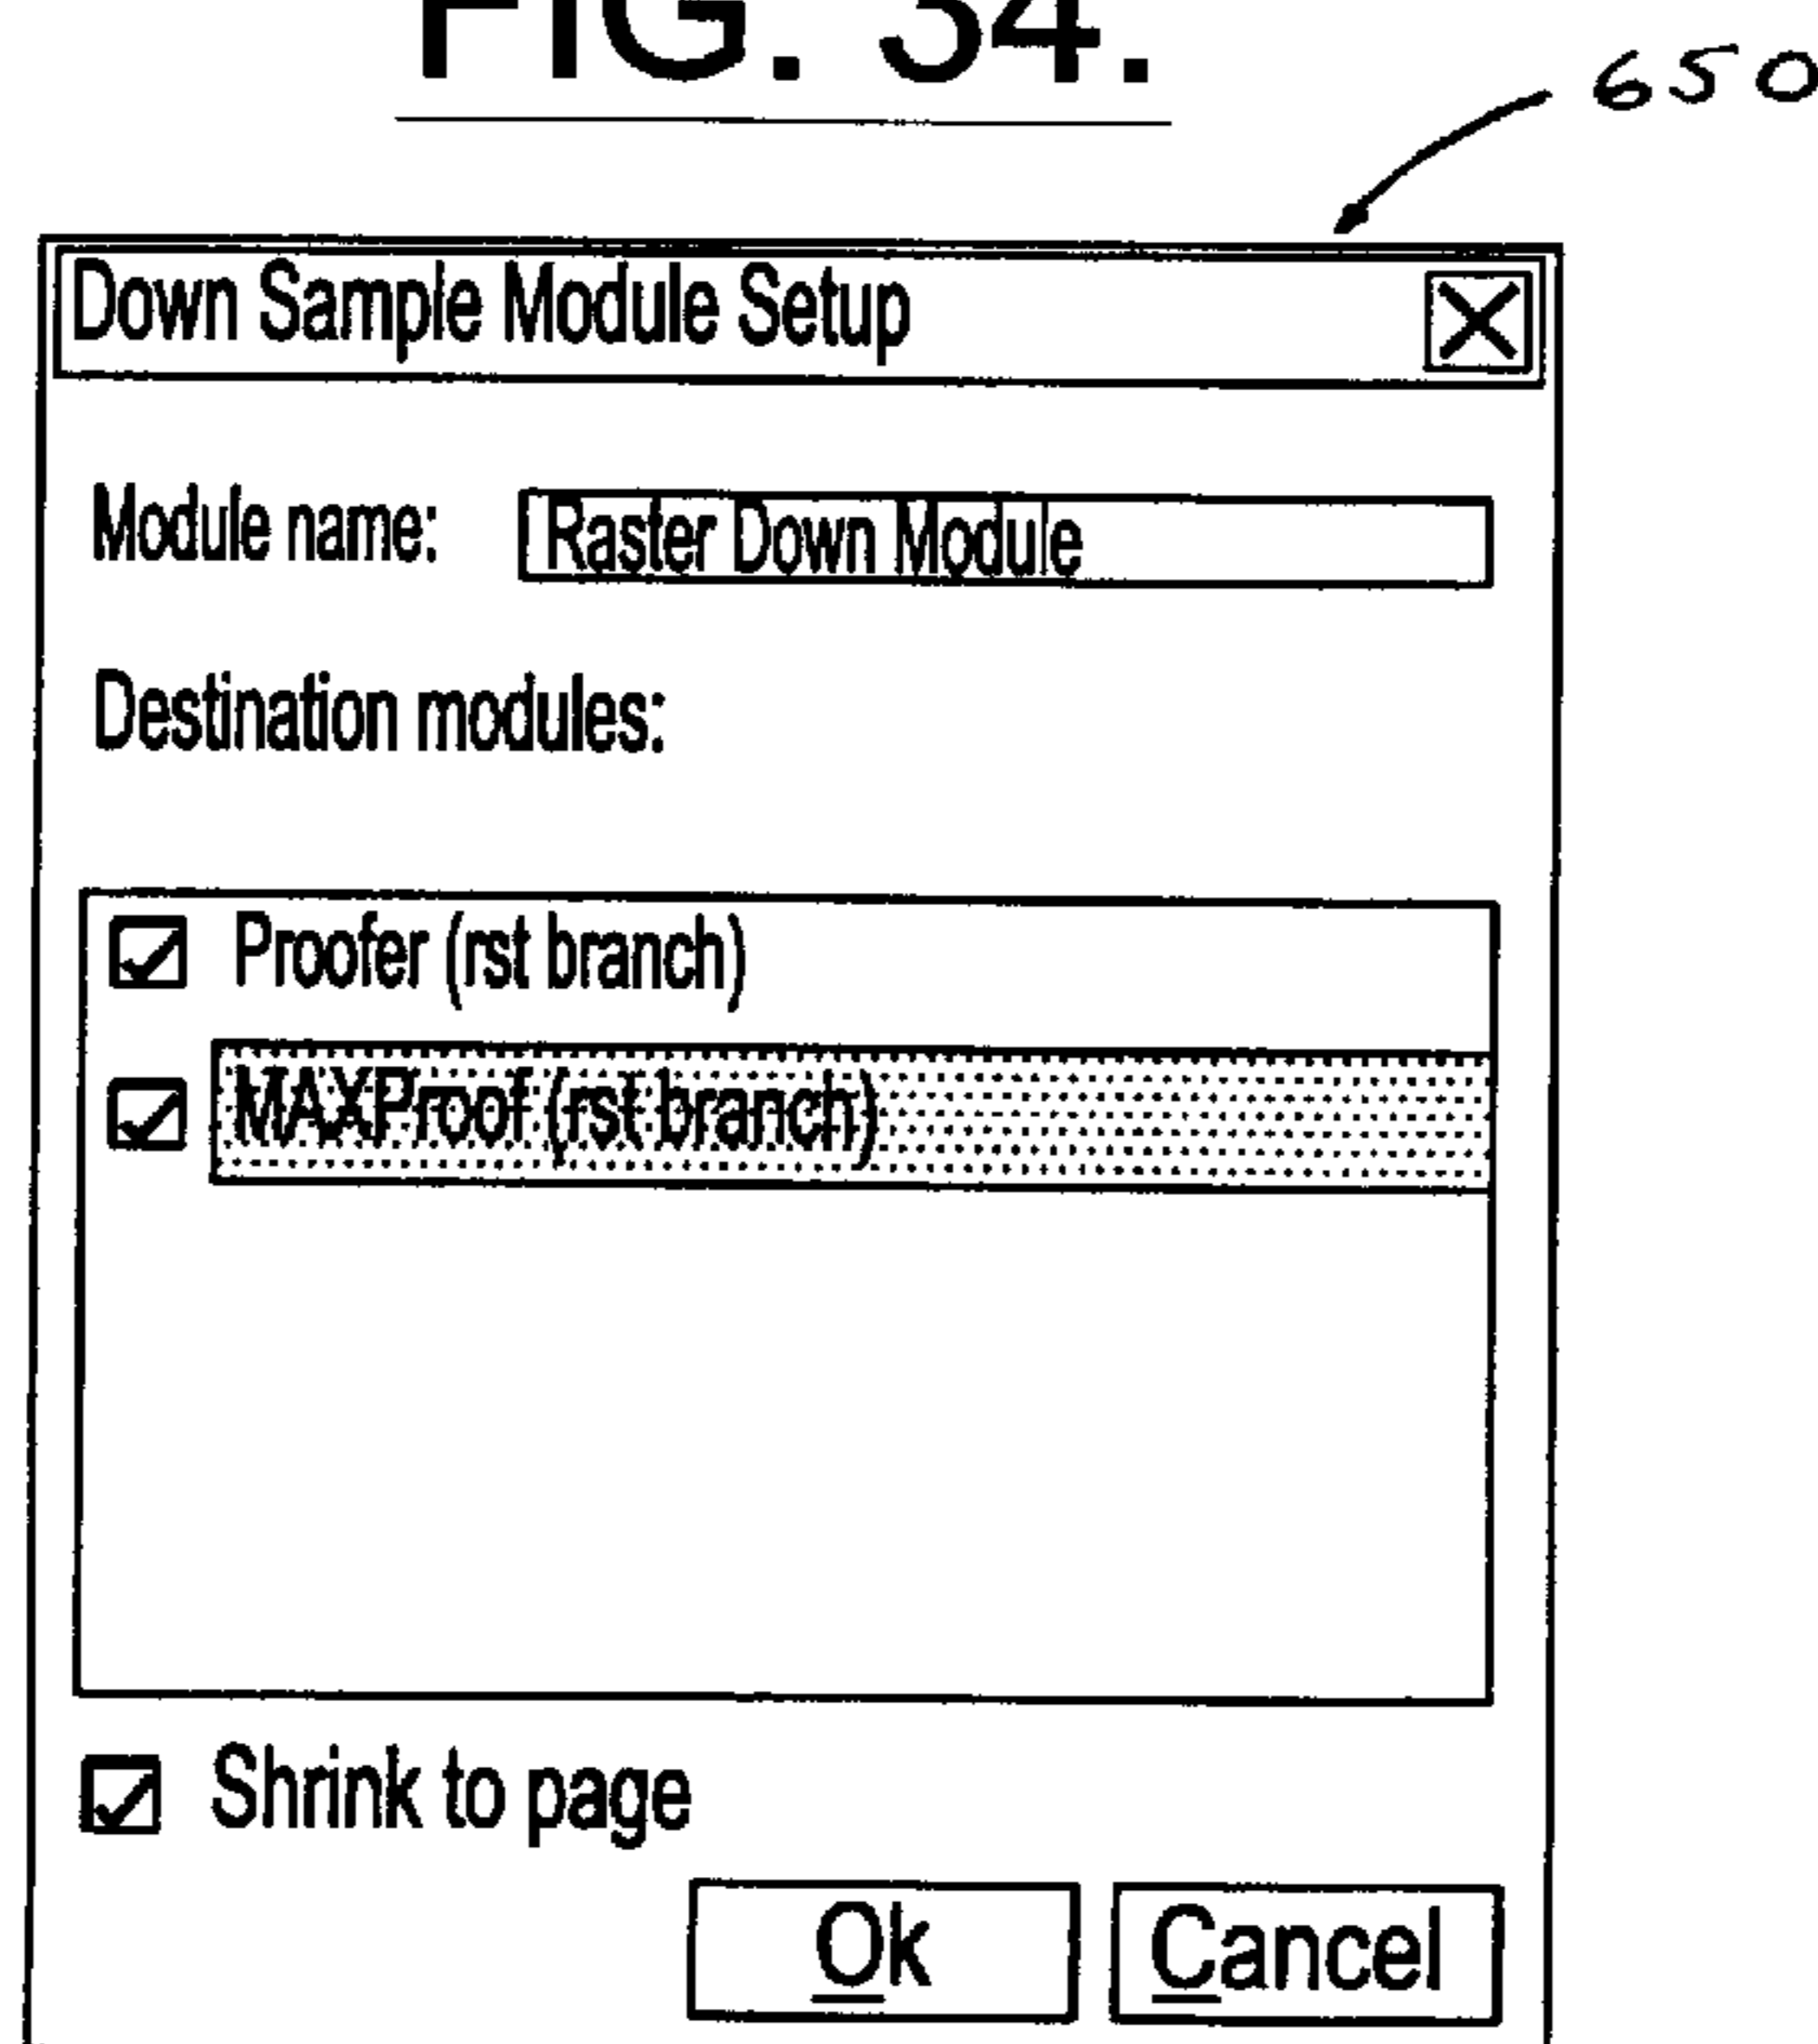 FIG. 34.
650
Down Sample Module Setup
Module name: Raster Down Module
Destination modules:
Proofer (rst branch)
MAXProof (rst branch)
Shrink to page
Ok Cancel